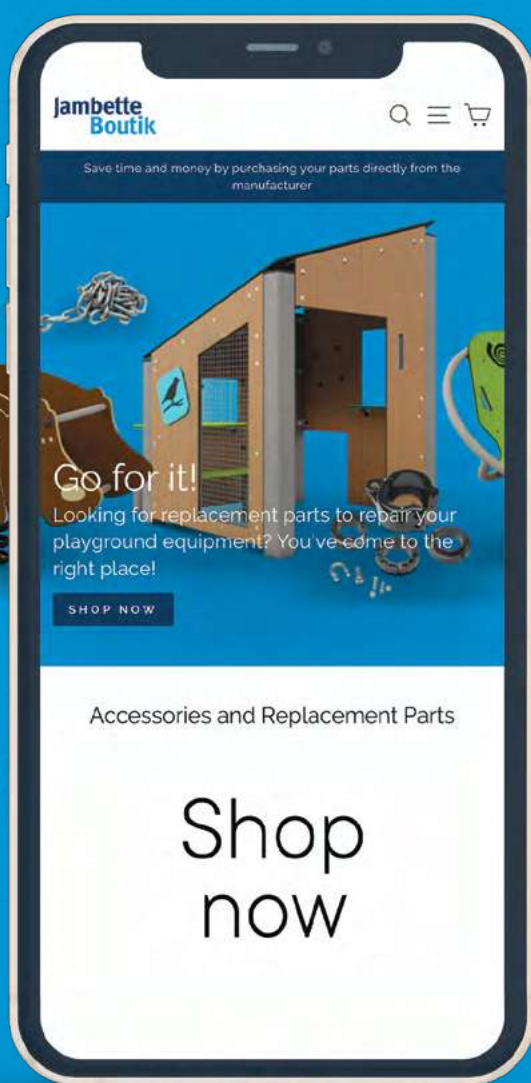 Jambette
Boutik
Save time and money by purchasing your parts directly from the
manufacturer
Go for it!
Looking for replacement parts to repair your
playground equipment? You've come to the
right place!
SHOP NOW
Accessories and Replacement Parts
Shop
now